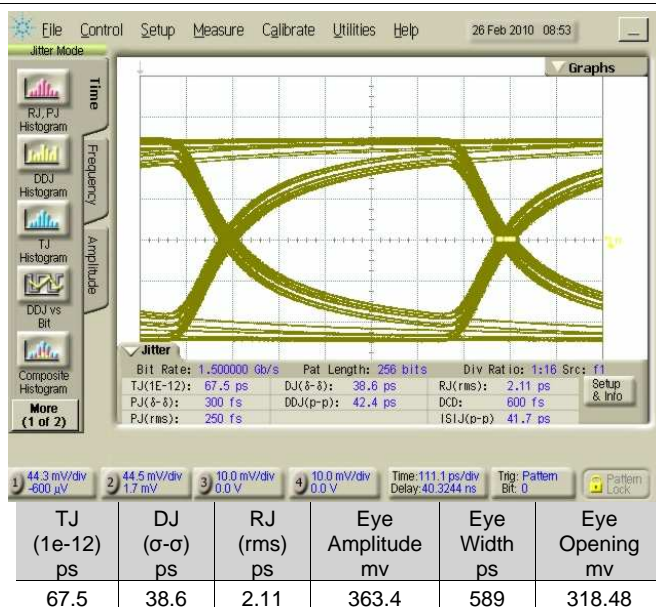 File Control Setup Measure Calibrate Utilities Help 26 Feb 2010 08:53
Jitter Mode
Graphs
Time
Frequency
Amplitude
RJ, PJ
Histogram
DDJ
Histogram
TJ
Histogram
DDJ vs
Bit
Composite
Histogram
More
(1 of 2)
Jitter
Bit Rate: 1.500000 Gb/s Pat Length: 256 bits Div Ratio: 1:16 Src: f1
TJ(1E-12): 67.5 ps DJ(δ-δ): 38.6 ps RJ(rms): 2.11 ps
PJ(δ-δ): 300 fs DDJ(p-p): 42.4 ps DCD: 600 fs
PJ(rms): 250 fs ISIJ(p-p) 41.7 ps
Setup
& Info
1) 44.3 mV/div
-600 µV
2) 44.5 mV/div
1.7 mV
3) 10.0 mV/div
0.0 V
4) 10.0 mV/div
0.0 V
Time:111.1 ps/div
Delay:40.3244 ns
Trig: Pattern
Bit: 0
Pattern
Lock
TJ DJ RJ Eye Eye Eye
(1e-12) (σ-σ) (rms) Amplitude Width Opening
ps ps ps mv ps mv
67.5 38.6 2.11 363.4 589 318.48